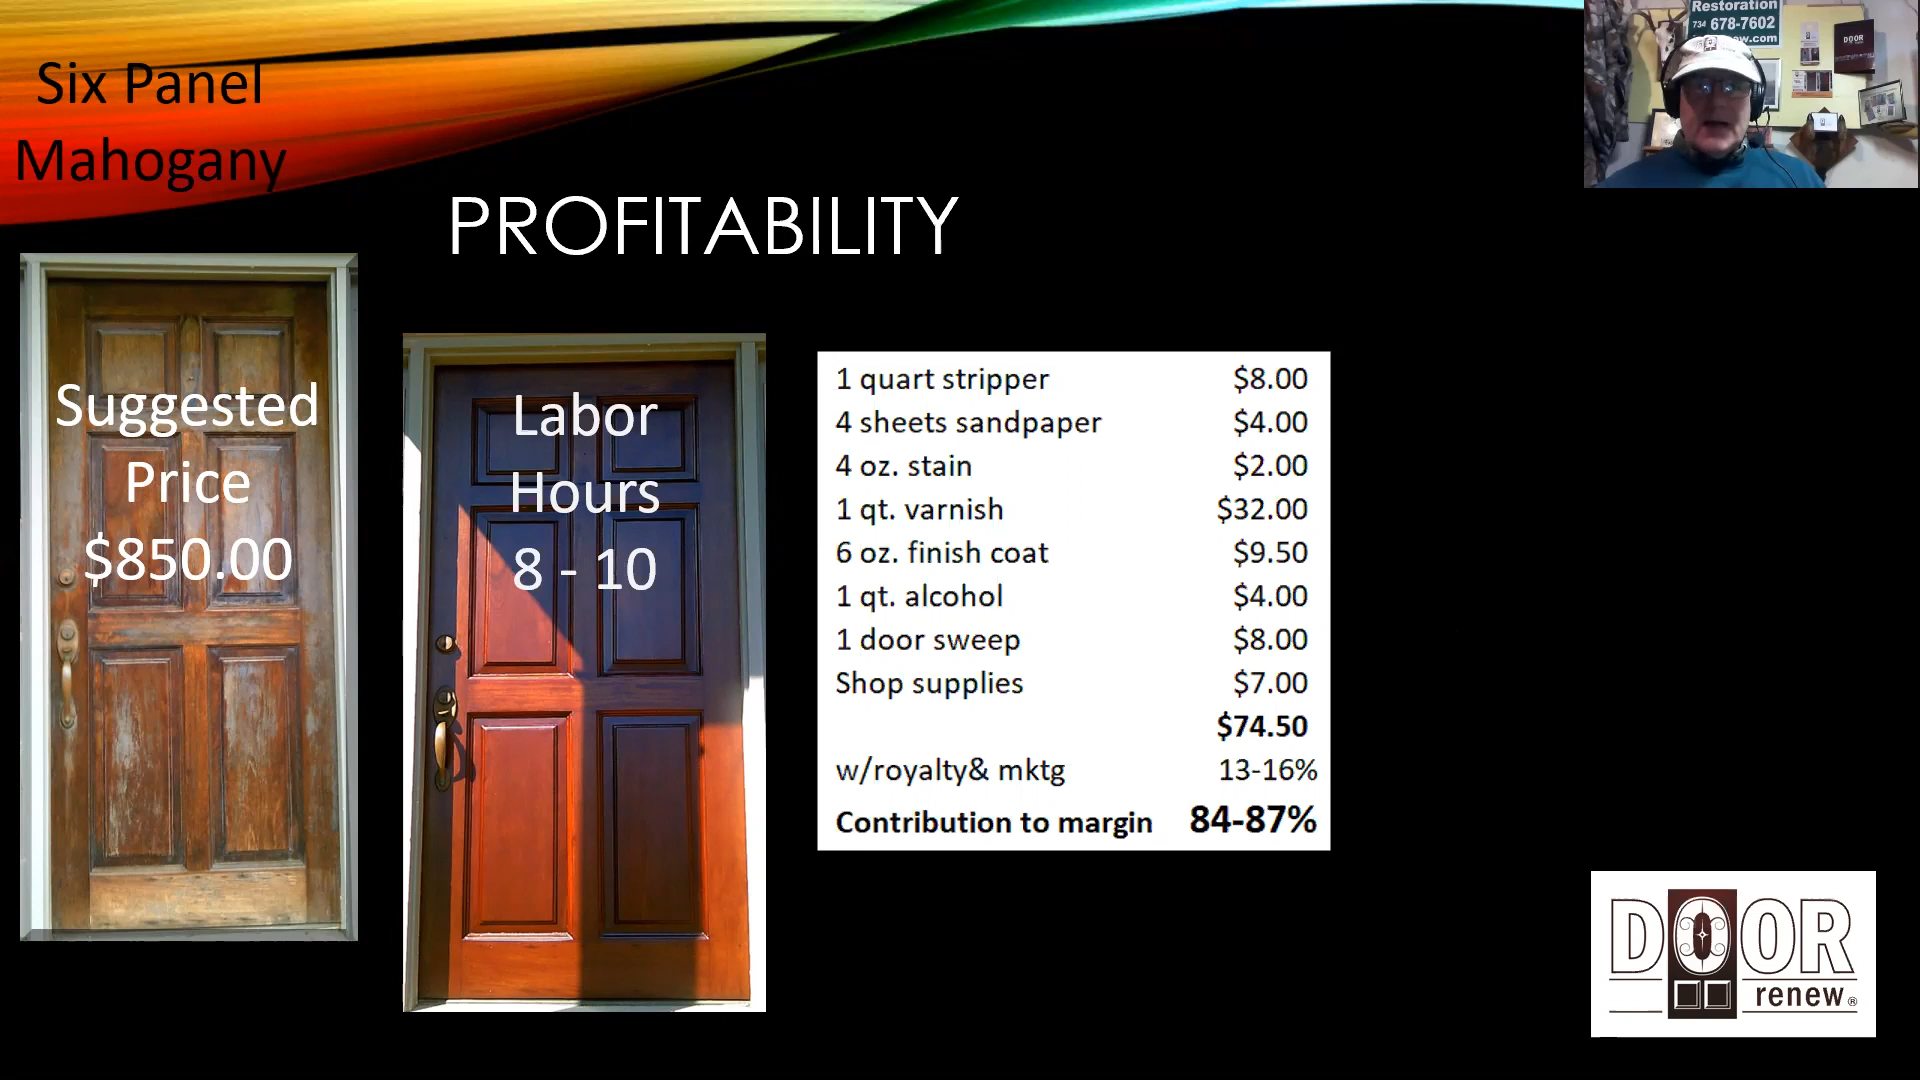 Six Panel
Mahogany
Restoration
734 678-7602
PROFITABILITY
Suggested
Price
$850.00
Labor
Hours
8 - 10
1 quart stripper $8.00
4 sheets sandpaper $4.00
4 oz. stain $2.00
1 qt. varnish $32.00
6 oz. finish coat $9.50
1 qt. alcohol $4.00
1 door sweep $8.00
Shop supplies $7.00
$74.50
w/royalty& mktg 13-16%
Contribution to margin 84-87%
DOOR
DOOR
renew®